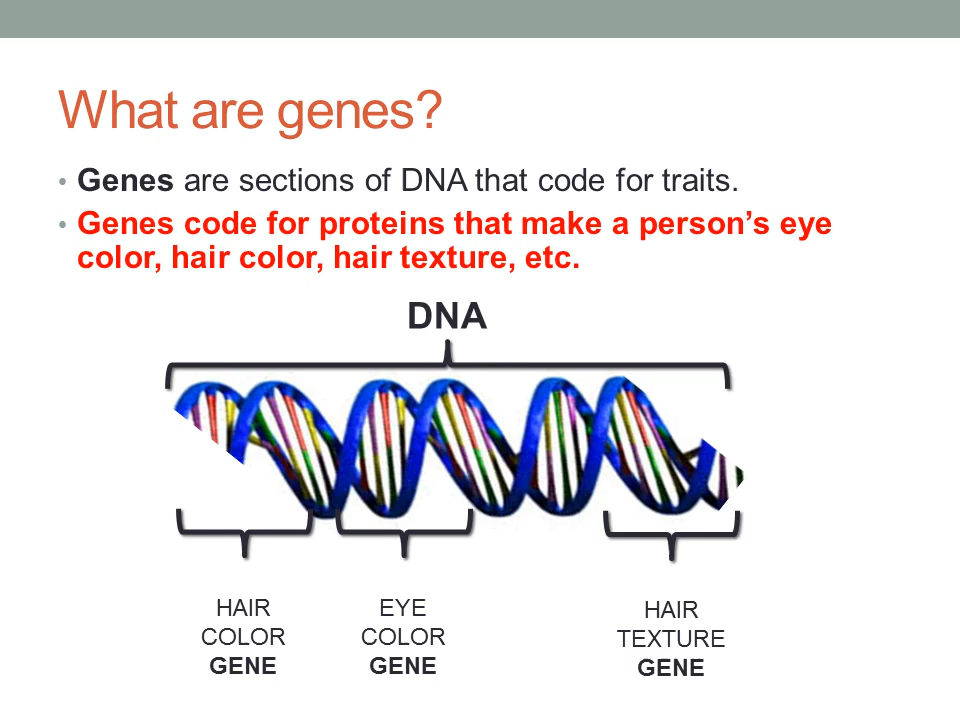 What are genes?
• Genes are sections of DNA that code for traits.
• Genes code for proteins that make a person’s eye
color, hair color, hair texture, etc.
DNA
HAIR
COLOR
GENE
EYE
COLOR
GENE
HAIR
TEXTURE
GENE